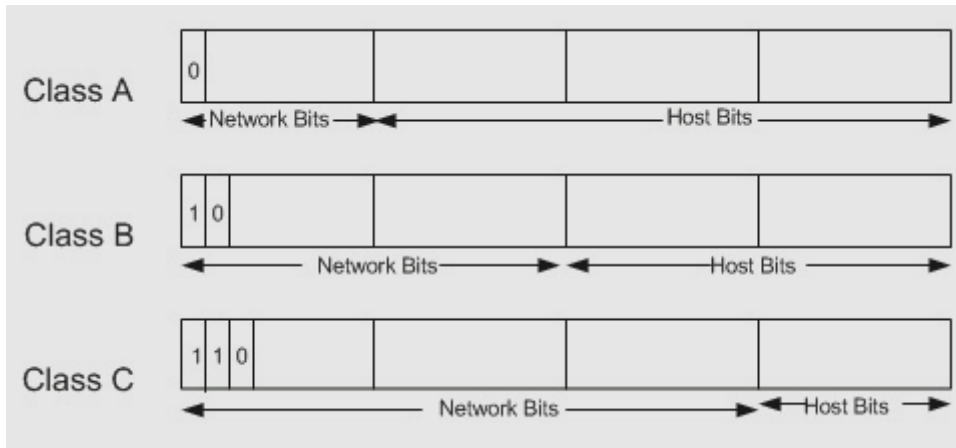 0
Class A
Network Bits Host Bits
1 0
Class B
Network Bits Host Bits
1 1 0
Class C
Network Bits Host Bits